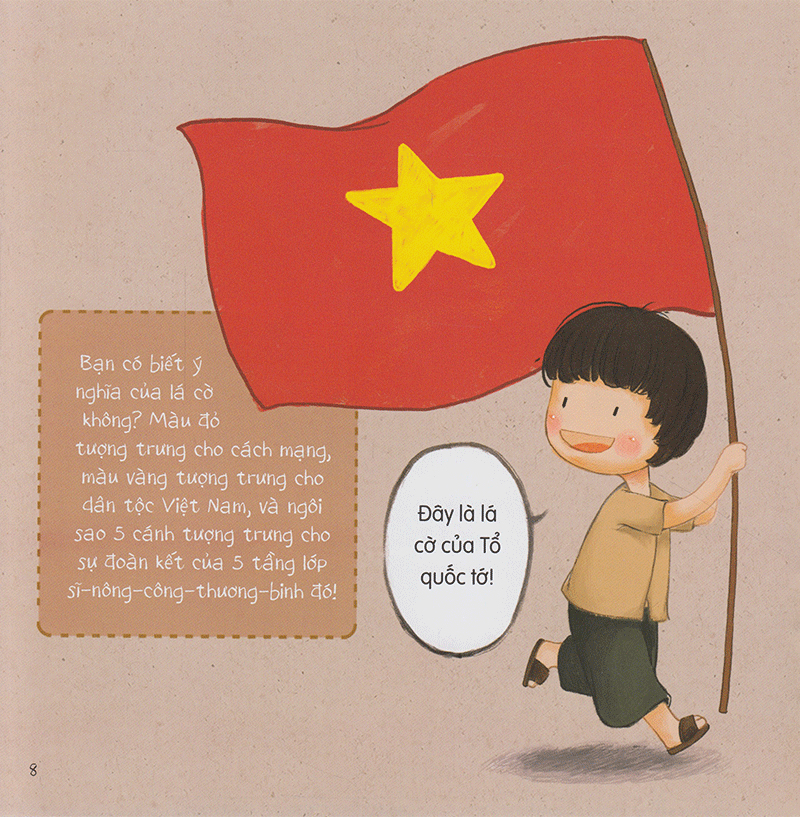 Bạn có biết ý
nghĩa của lá cờ
không? Màu đỏ
tượng trưng cho cách mạng,
màu vàng tượng trưng cho
dân tộc Việt Nam, và ngôi
sao 5 cánh tượng trưng cho
sự đoàn kết của 5 tầng lớp
sĩ-nông-công-thương-binh đó!
Đây là lá
cờ của Tổ
quốc tớ!
8